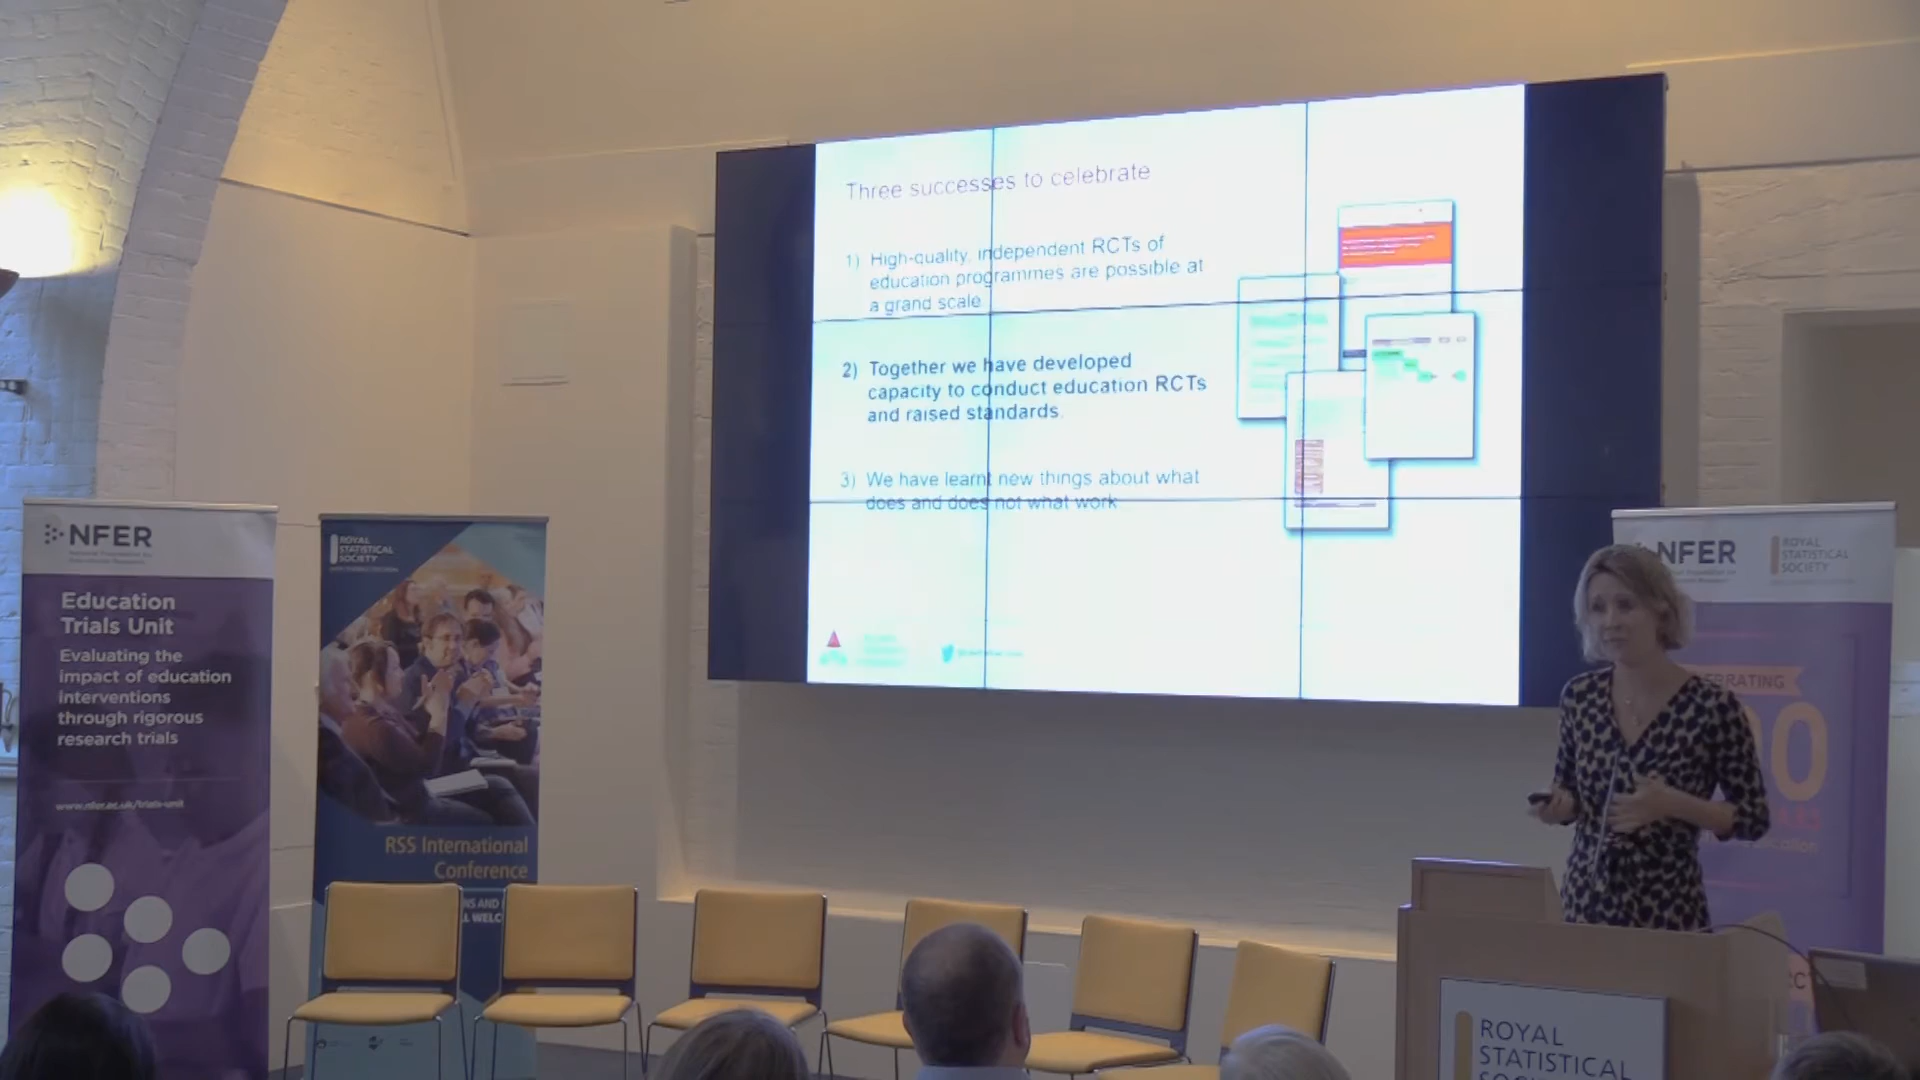 Three successes to celebrate
1) High-quality, independent RCTs of
education programmes are possible at
a grand scale
2) Together we have developed
capacity to conduct education RCTs
and raised standards.
3) We have learnt new things about what
does and does not what work
NFER
Education
Trials Unit
Evaluating the
impact of education
interventions
through rigorous
research trials
www.nfer.ac.uk/trials-unit
ROYAL
STATISTICAL
SOCIETY
RSS International
Conference
NS AND
L WELC
NFER
ROYAL
STATISTICAL
SOCIETY
BRATING
ROYAL
STATISTICAL